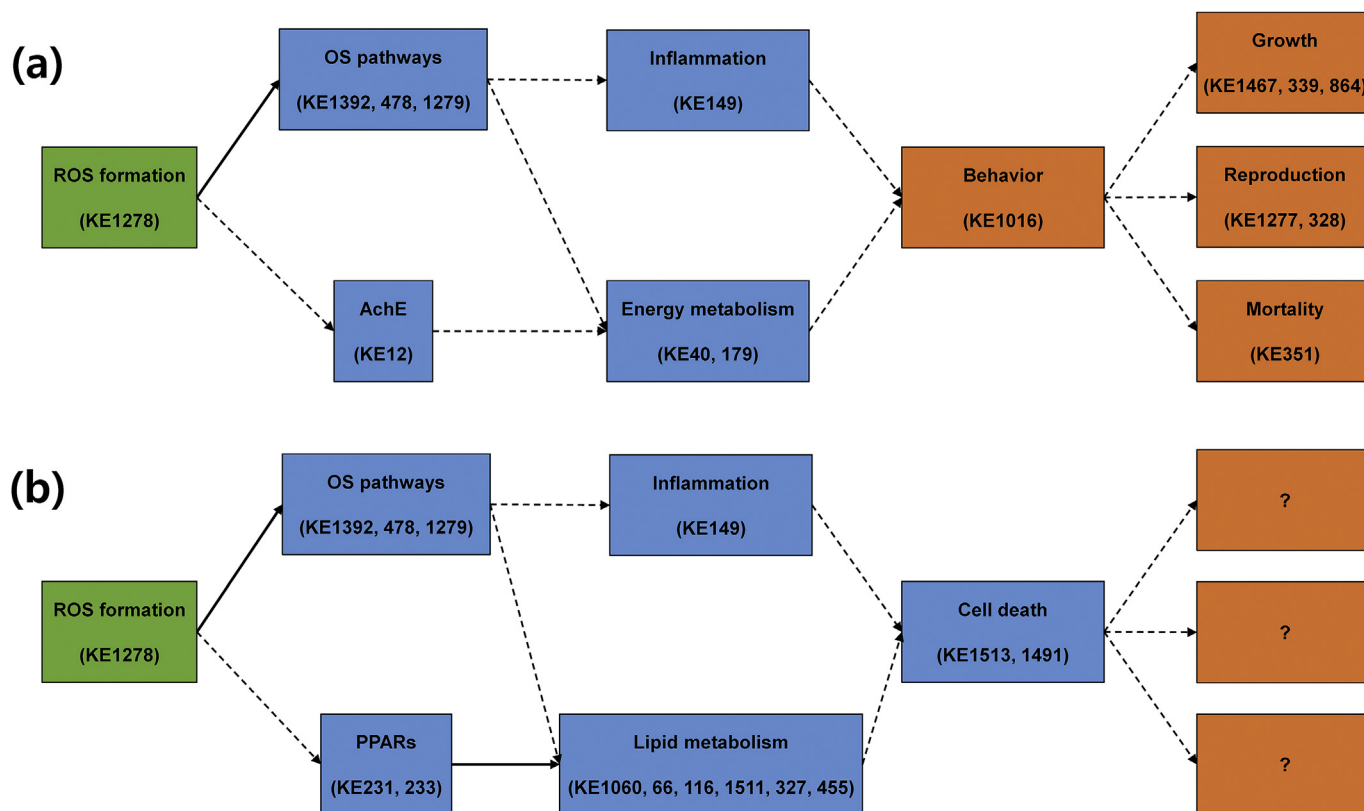 (a)
ROS formation
(KE1278)
OS pathways
(KE1392, 478, 1279)
AchE
(KE12)
Inflammation
(KE149)
Energy metabolism
(KE40, 179)
Behavior
(KE1016)
Growth
(KE1467, 339, 864)
Reproduction
(KE1277, 328)
Mortality
(KE351)
(b)
ROS formation
(KE1278)
OS pathways
(KE1392, 478, 1279)
PPARs
(KE231, 233)
Inflammation
(KE149)
Lipid metabolism
(KE1060, 66, 116, 1511, 327, 455)
Cell death
(KE1513, 1491)
?
?
?